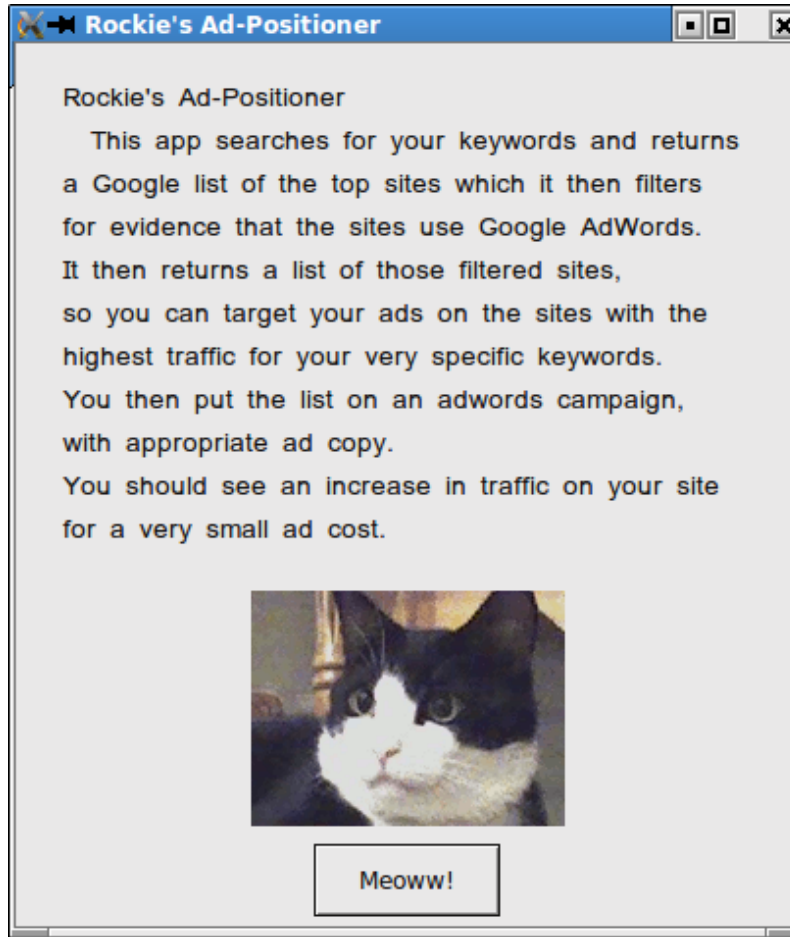 Rockie's Ad-Positioner
Rockie's Ad-Positioner
This app searches for your keywords and returns
a Google list of the top sites which it then filters
for evidence that the sites use Google AdWords.
It then returns a list of those filtered sites,
so you can target your ads on the sites with the
highest traffic for your very specific keywords.
You then put the list on an adwords campaign,
with appropriate ad copy.
You should see an increase in traffic on your site
for a very small ad cost.
Meoww!